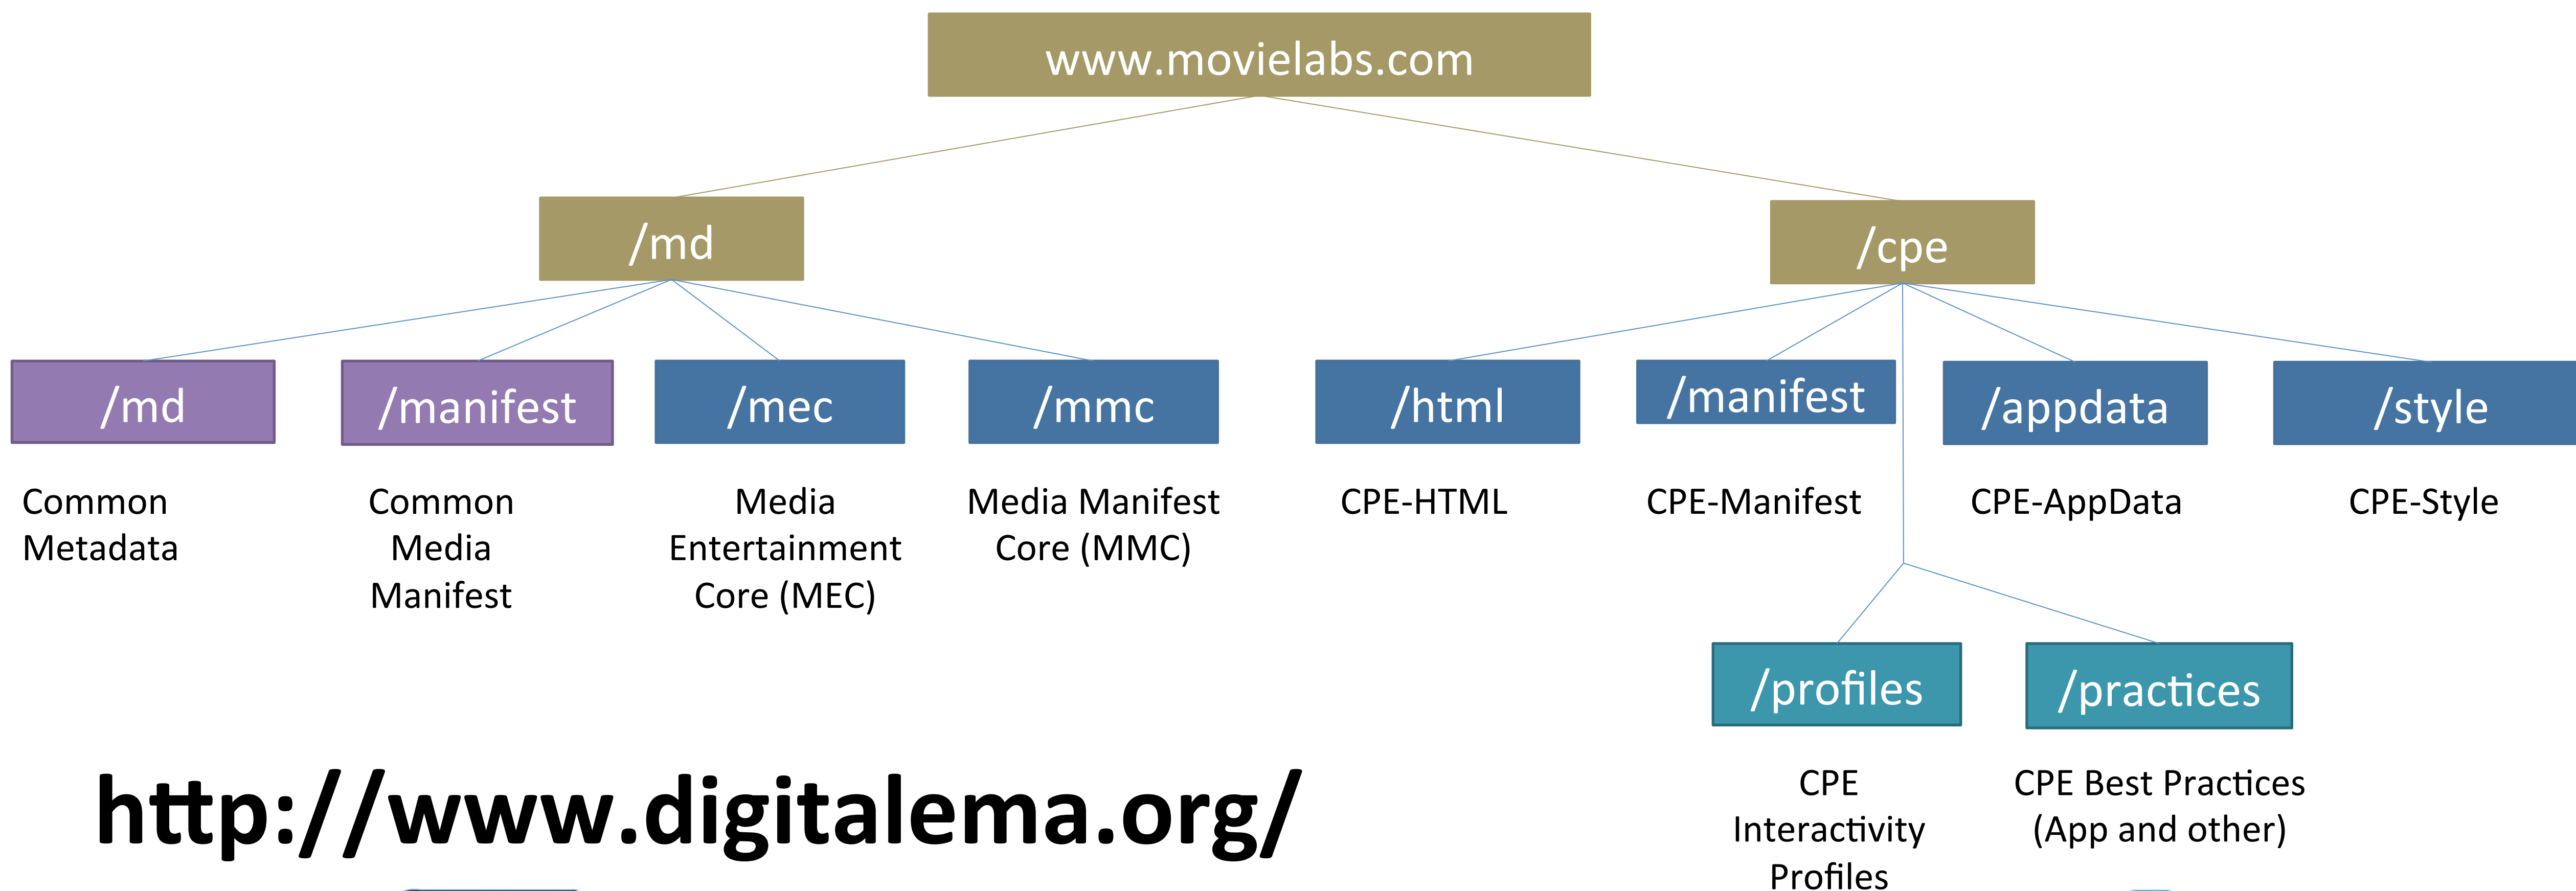 www.movielabs.com
/md
/cpe
/md
/manifest
/mec
/mmc
/html
/manifest
/appdata
/style
Common
Metadata
Common
Media
Manifest
Media
Entertainment
Core (MEC)
Media Manifest
Core (MMC)
CPE-HTML
CPE-Manifest
CPE-AppData
CPE-Style
/profiles
/practices
CPE
Interactivity
Profiles
CPE Best Practices
(App and other)
http://www.digitalema.org/